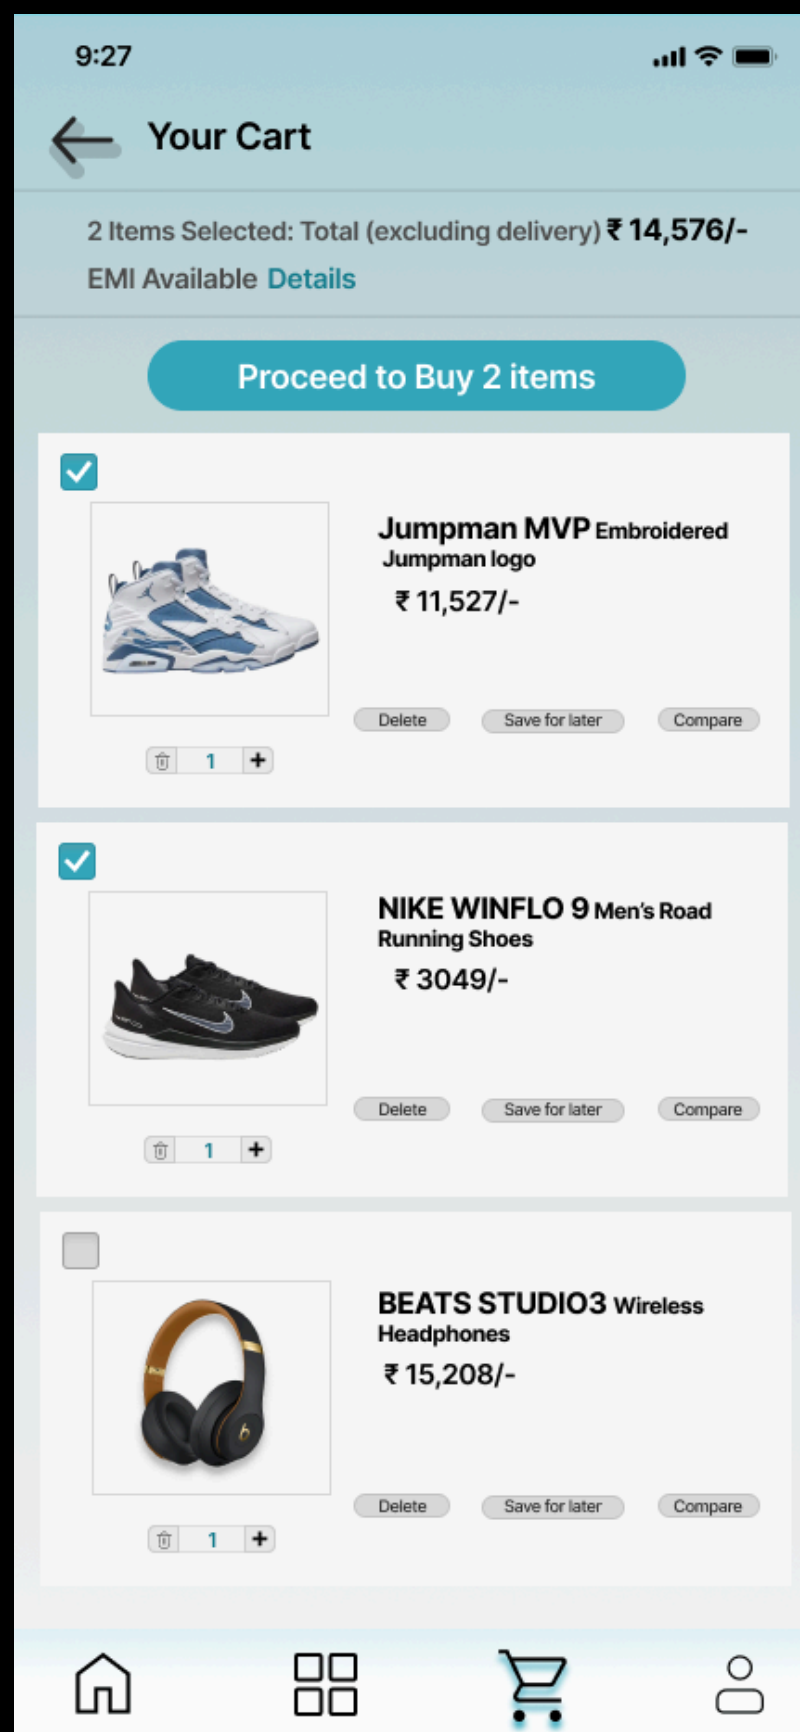 9:27
Your Cart
2 Items Selected: Total (excluding delivery) ₹ 14,576/-
EMI Available Details
Proceed to Buy 2 items
Jumpman MVP Embroidered
Jumpman logo
₹ 11,527/-
Delete Save for later Compare
1 +
NIKE WINFLO 9 Men's Road
Running Shoes
₹ 3049/-
Delete Save for later Compare
1 +
BEATS STUDIO3 Wireless
Headphones
₹ 15,208/-
Delete Save for later Compare
1 +